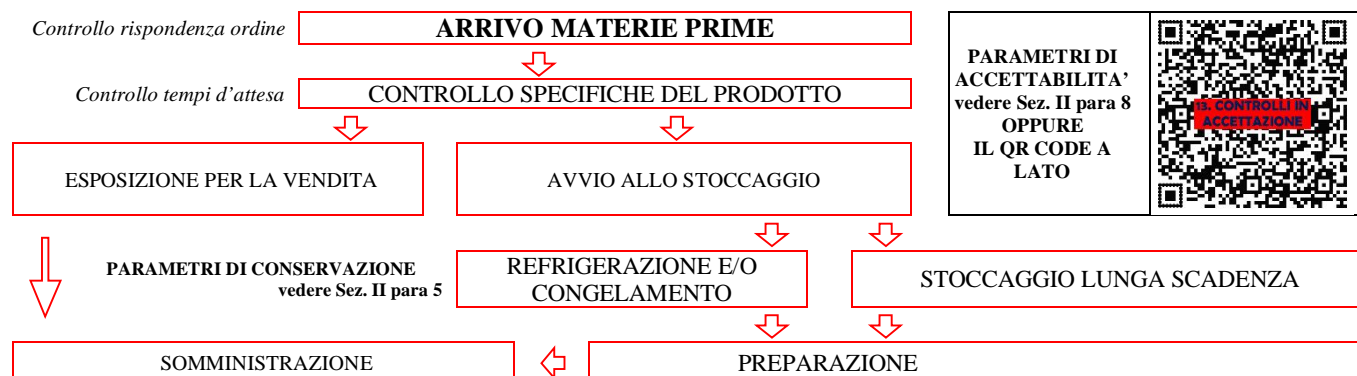 Controllo rispondenza ordine
ARRIVO MATERIE PRIME
Controllo tempi d'attesa
CONTROLLO SPECIFICHE DEL PRODOTTO
PARAMETRI DI
ACCETTABILITA'
vedere Sez. II para 8
OPPURE
IL QR CODE A
LATO
13. CONTROLLI IN
ACCETTAZIONE
ESPOSIZIONE PER LA VENDITA
AVVIO ALLO STOCCAGGIO
PARAMETRI DI CONSERVAZIONE
vedere Sez. II para 5
REFRIGERAZIONE E/O
CONGELAMENTO
STOCCAGGIO LUNGA SCADENZA
SOMMINISTRAZIONE
PREPARAZIONE